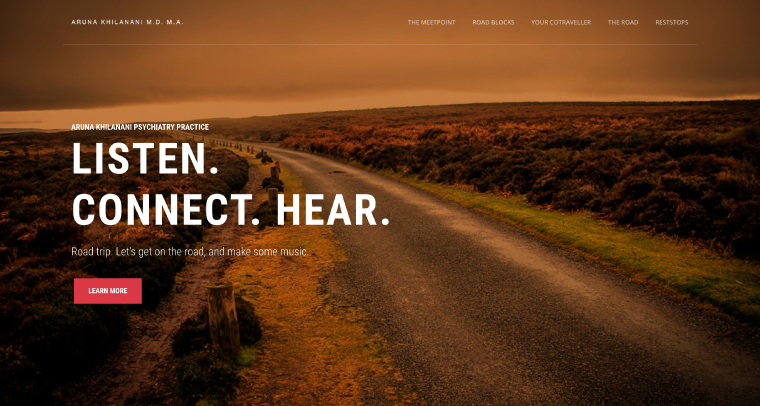 ARUNA KHILANANI M.D. M.A.
THE MEETPOINT ROAD BLOCKS YOUR COTRAVELLER THE ROAD RESTSTOPS
ARUNA KHILANANI PSYCHIATRY PRACTICE
LISTEN.
CONNECT. HEAR.
Road trip. Let's get on the road, and make some music.
LEARN MORE